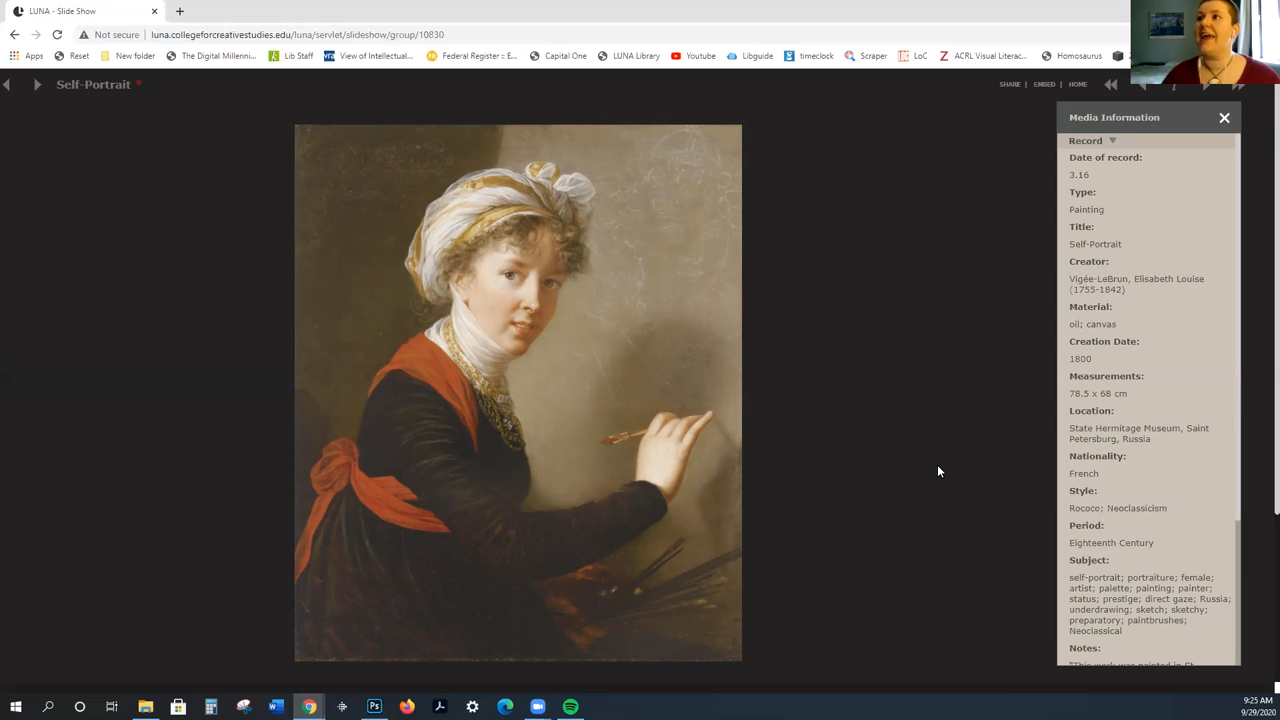 LUNA - Slide Show
Not secure | luna.collegeforcreativestudies.edu/luna/servlet/slideshow/group/10830
Apps Reset New folder The Digital Millenni... Lib Staff View of Intellectual... Federal Register :: E... Capital One LUNA Library Youtube Libguide timeclock Scraper LoC ACRL Visual Literac... Homosaurus
Self-Portrait *
SHARE | EMBED | HOME
Media Information
Record
Date of record:
3.16
Type:
Painting
Title:
Self-Portrait
Creator:
Vigée-LeBrun, Elisabeth Louise
(1755-1842)
Material:
oil; canvas
Creation Date:
1800
Measurements:
78.5 x 68 cm
Location:
State Hermitage Museum, Saint
Petersburg, Russia
Nationality:
French
Style:
Rococo; Neoclassicism
Period:
Eighteenth Century
Subject:
self-portrait; portraiture; female;
artist; palette; painting; painter;
status; prestige; direct gaze; Russia;
underdrawing; sketch; sketchy;
preparatory; paintbrushes;
Neoclassical
Notes:
"This work was painted in St.
9:25 AM
9/29/2020